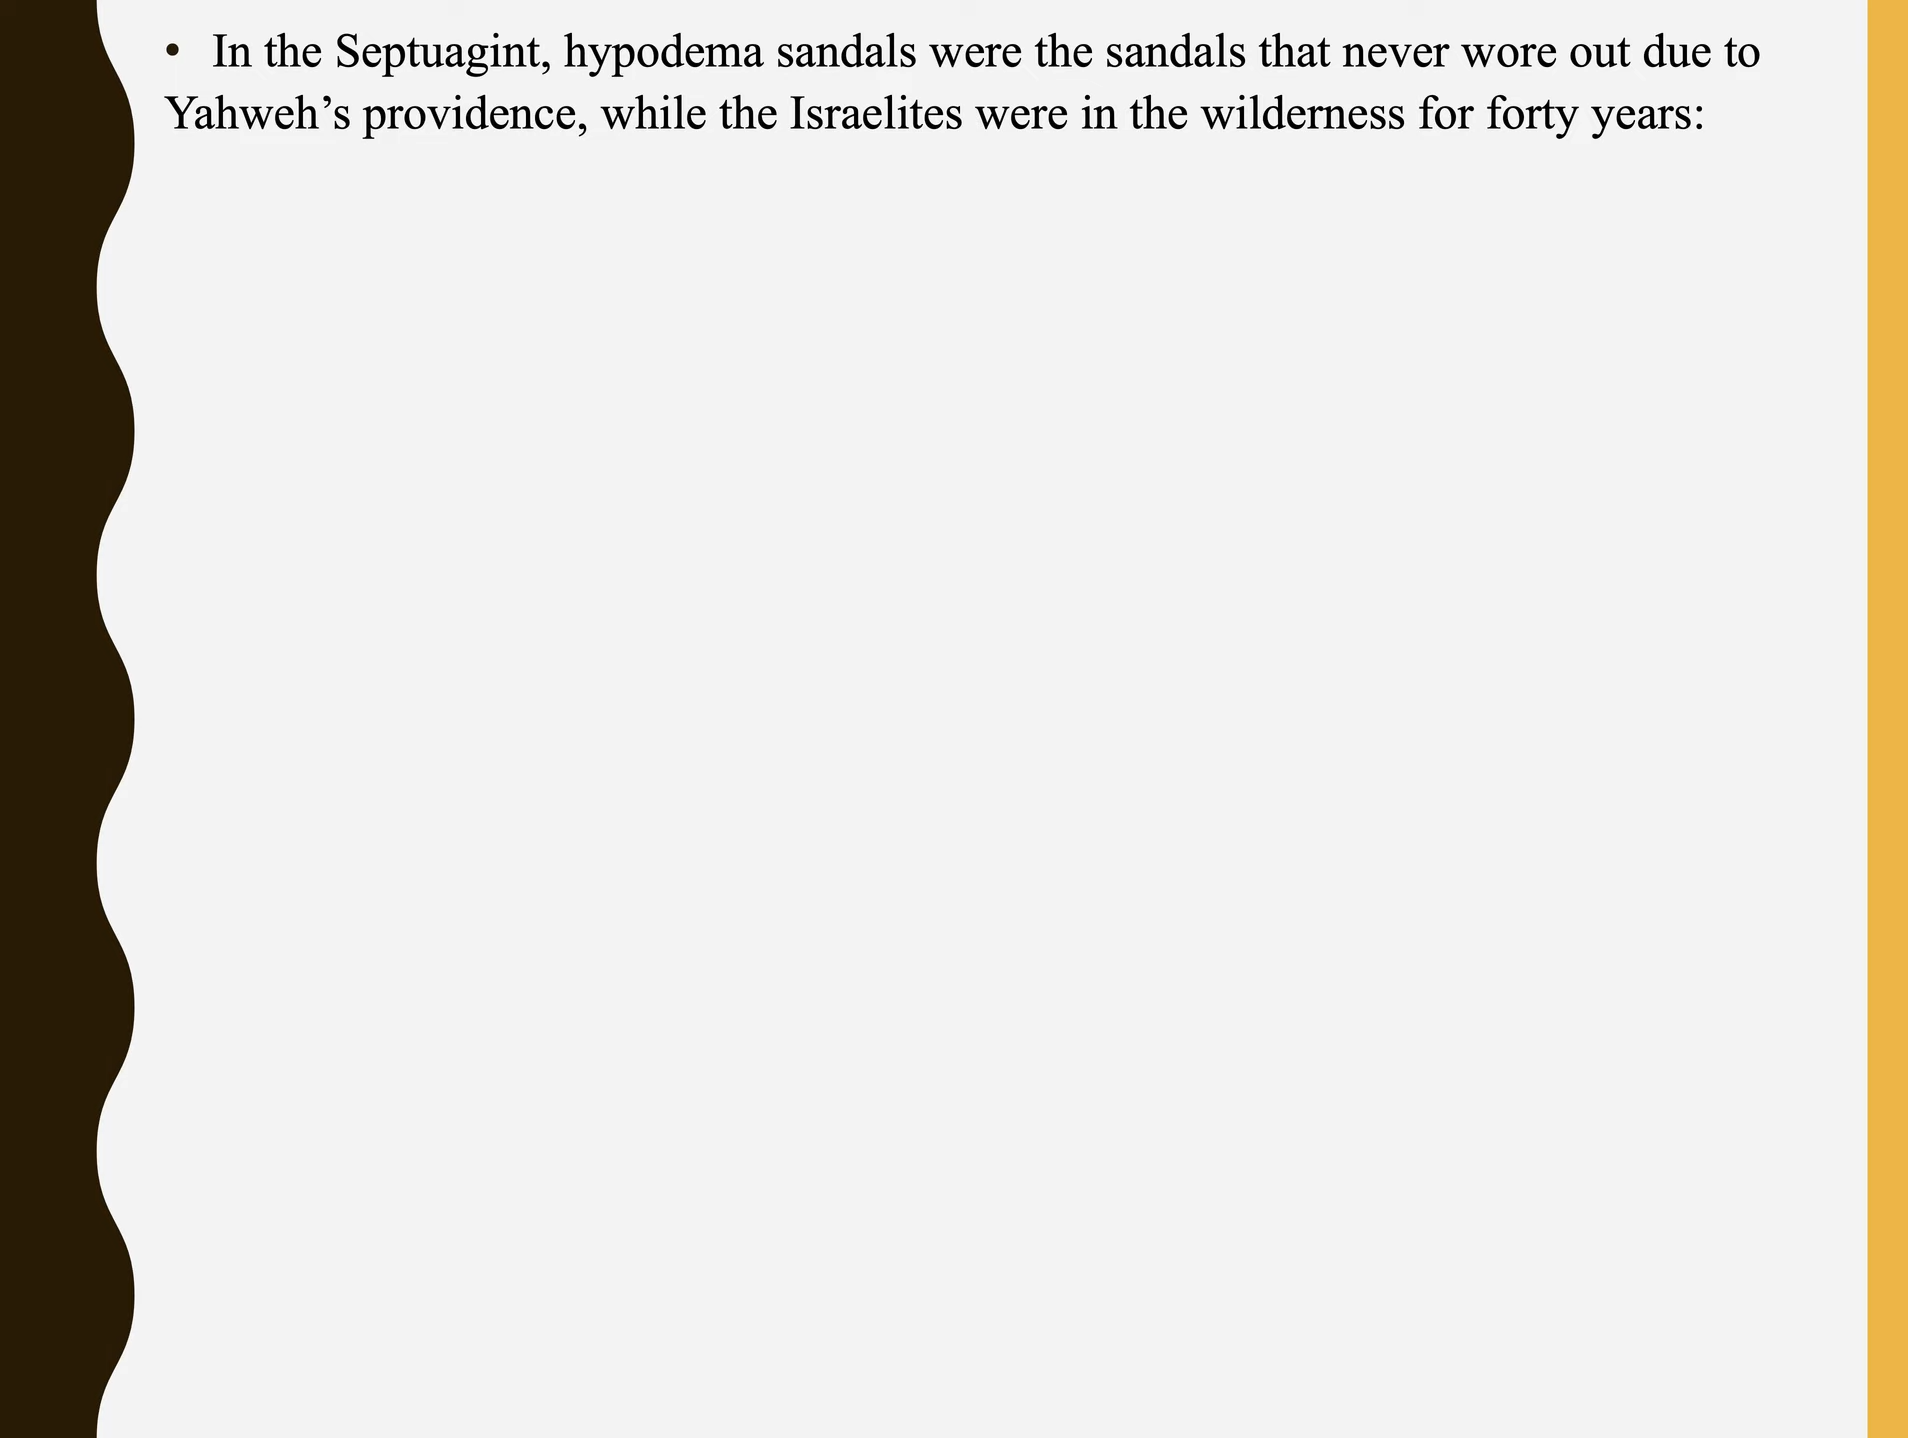 • In the Septuagint, hypodema sandals were the sandals that never wore out due to
Yahweh’s providence, while the Israelites were in the wilderness for forty years: